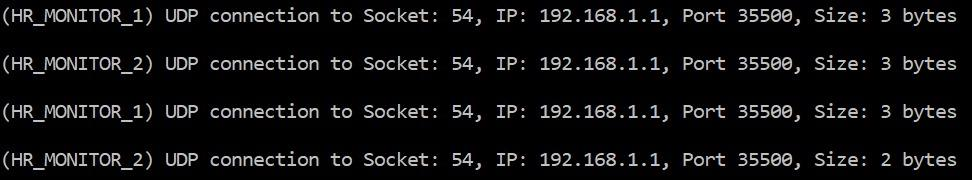 (HR_MONITOR_1) UDP connection to Socket: 54, IP: 192.168.1.1, Port 35500, Size: 3 bytes
(HR_MONITOR_2) UDP connection to Socket: 54, IP: 192.168.1.1, Port 35500, Size: 3 bytes
(HR_MONITOR_1) UDP connection to Socket: 54, IP: 192.168.1.1, Port 35500, Size: 3 bytes
(HR_MONITOR_2) UDP connection to Socket: 54, IP: 192.168.1.1, Port 35500, Size: 2 bytes